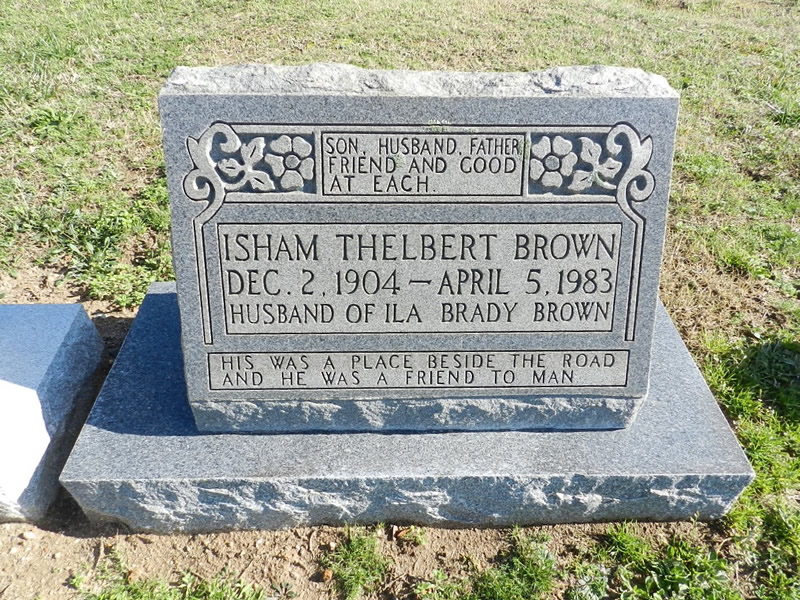 SON, HUSBAND, FATHER
FRIEND AND GOOD
AT EACH.
ISHAM THELBERT BROWN
DEC. 2, 1904 — APRIL 5, 1983
HUSBAND OF ILA BRADY BROWN
HIS WAS A PLACE BESIDE THE ROAD
AND HE WAS A FRIEND TO MAN